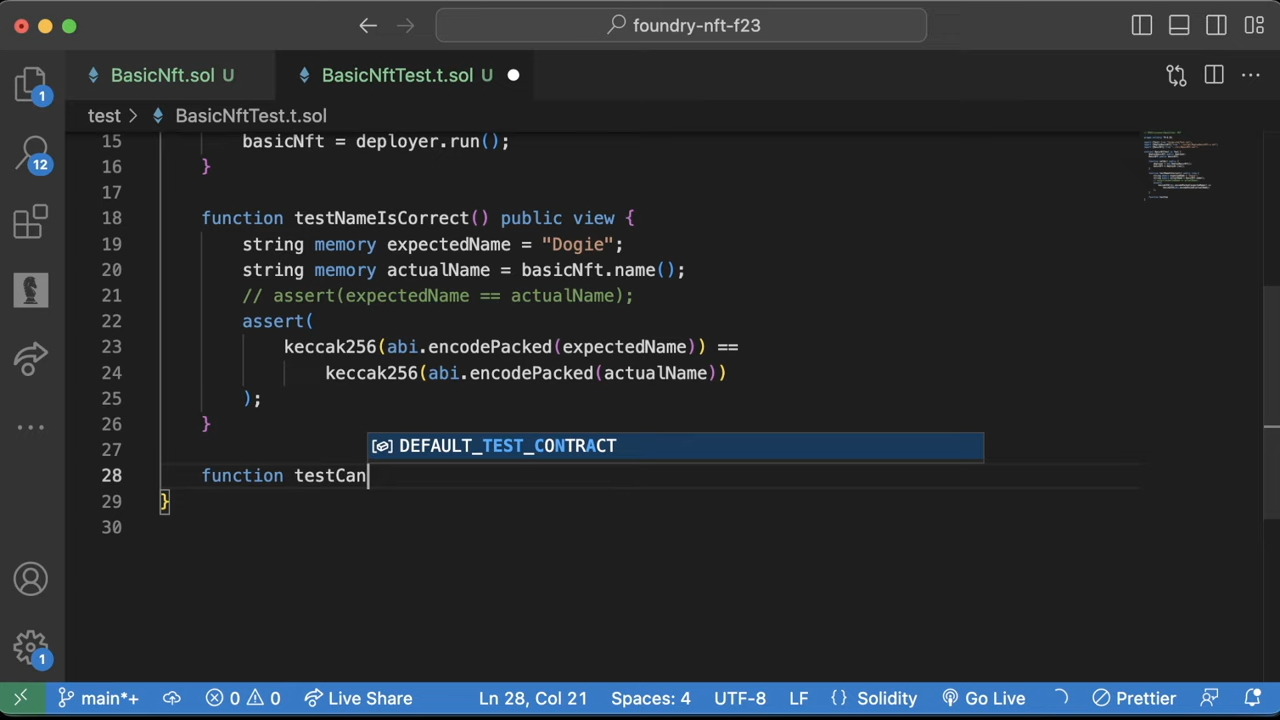 foundry-nft-f23
BasicNft.sol U
BasicNftTest.t.sol U
test > BasicNftTest.t.sol
1
12
1
15 basicNft = deployer.run();
16 }
17
18 function testNameIsCorrect() public view {
19 string memory expectedName = "Dogie";
20 string memory actualName = basicNft.name();
21 // assert(expectedName == actualName);
22 assert(
23 keccak256(abi.encodePacked(expectedName)) ==
24 keccak256(abi.encodePacked(actualName))
25 );
26 }
27
DEFAULT_TEST_CONTRACT
28 function testCan
29 }
30
main*+ 0 0 Live Share Ln 28, Col 21 Spaces: 4 UTF-8 LF {} Solidity Go Live Prettier